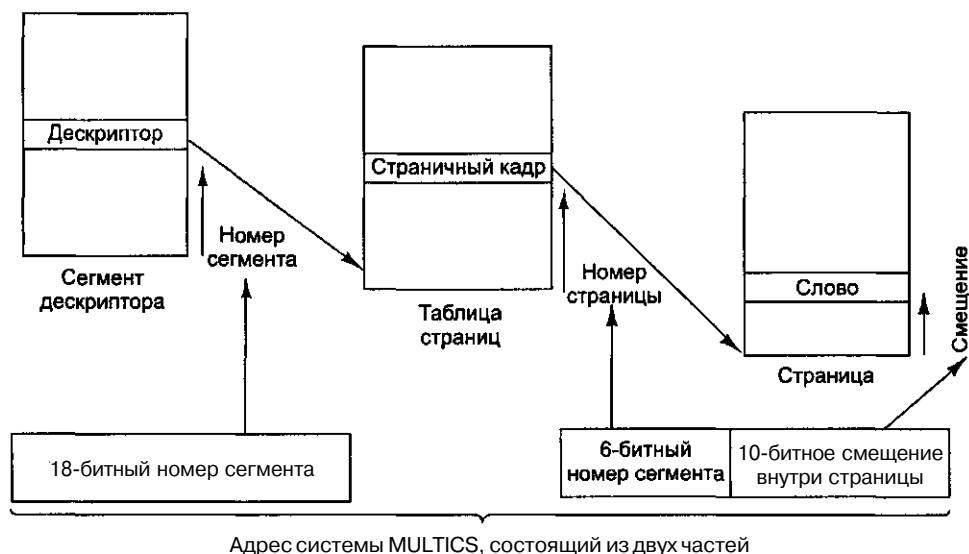 Дескриптор
Номер
сегмента
Сегмент
дескриптора
Страничный кадр
Номер
страницы
Таблица
страниц
Слово
Смещение
Страница
18-битный номер сегмента
6-битный
номер сегмента
10-битное смещение
внутри страницы
Адрес системы MULTICS, состоящий из двух частей